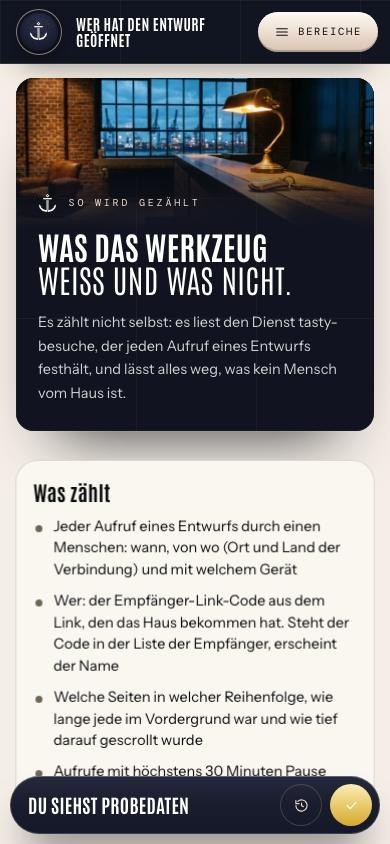 WER HAT DEN ENTWURF
GEÖFFNET
BEREICHE
SO WIRD GEZÄHLT
WAS DAS WERKZEUG
WEISS UND WAS NICHT.
Es zählt nicht selbst: es liest den Dienst tasty-
besuche, der jeden Aufruf eines Entwurfs
festhält, und lässt alles weg, was kein Mensch
vom Haus ist.
Was zählt
Jeder Aufruf eines Entwurfs durch einen
Menschen: wann, von wo (Ort und Land der
Verbindung) und mit welchem Gerät
Wer: der Empfänger-Link-Code aus dem
Link, den das Haus bekommen hat. Steht der
Code in der Liste der Empfänger, erscheint
der Name
Welche Seiten in welcher Reihenfolge, wie
lange jede im Vordergrund war und wie tief
darauf gescrollt wurde
Aufrufe mit höchstens 30 Minuten Pause
DU SIEHST PROBEDATEN